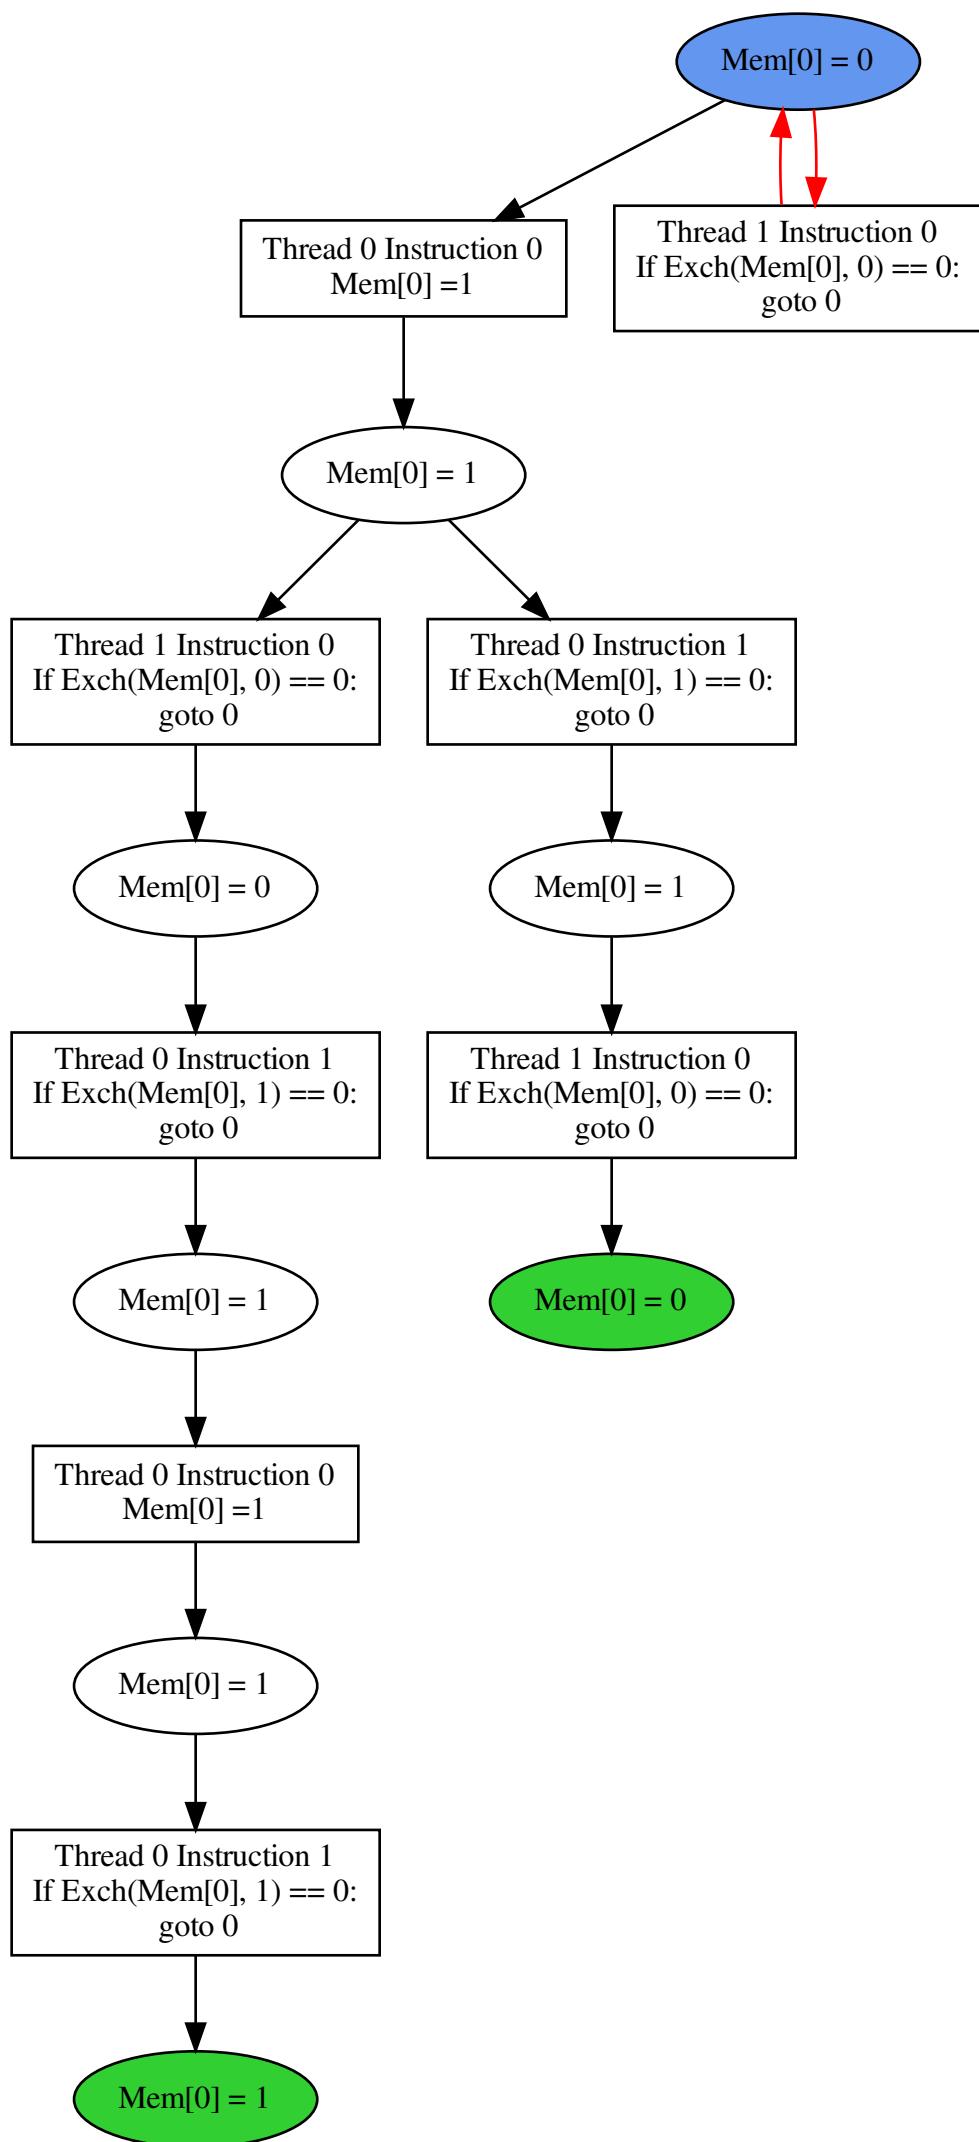 Mem[0] = 0
Thread 0 Instruction 0
Mem[0] =1
Thread 1 Instruction 0
If Exch(Mem[0], 0) == 0:
goto 0
Mem[0] = 1
Thread 1 Instruction 0
If Exch(Mem[0], 0) == 0:
goto 0
Thread 0 Instruction 1
If Exch(Mem[0], 1) == 0:
goto 0
Mem[0] = 0
Mem[0] = 1
Thread 0 Instruction 1
If Exch(Mem[0], 1) == 0:
goto 0
Thread 1 Instruction 0
If Exch(Mem[0], 0) == 0:
goto 0
Mem[0] = 1
Mem[0] = 0
Thread 0 Instruction 0
Mem[0] =1
Mem[0] = 1
Thread 0 Instruction 1
If Exch(Mem[0], 1) == 0:
goto 0
Mem[0] = 1